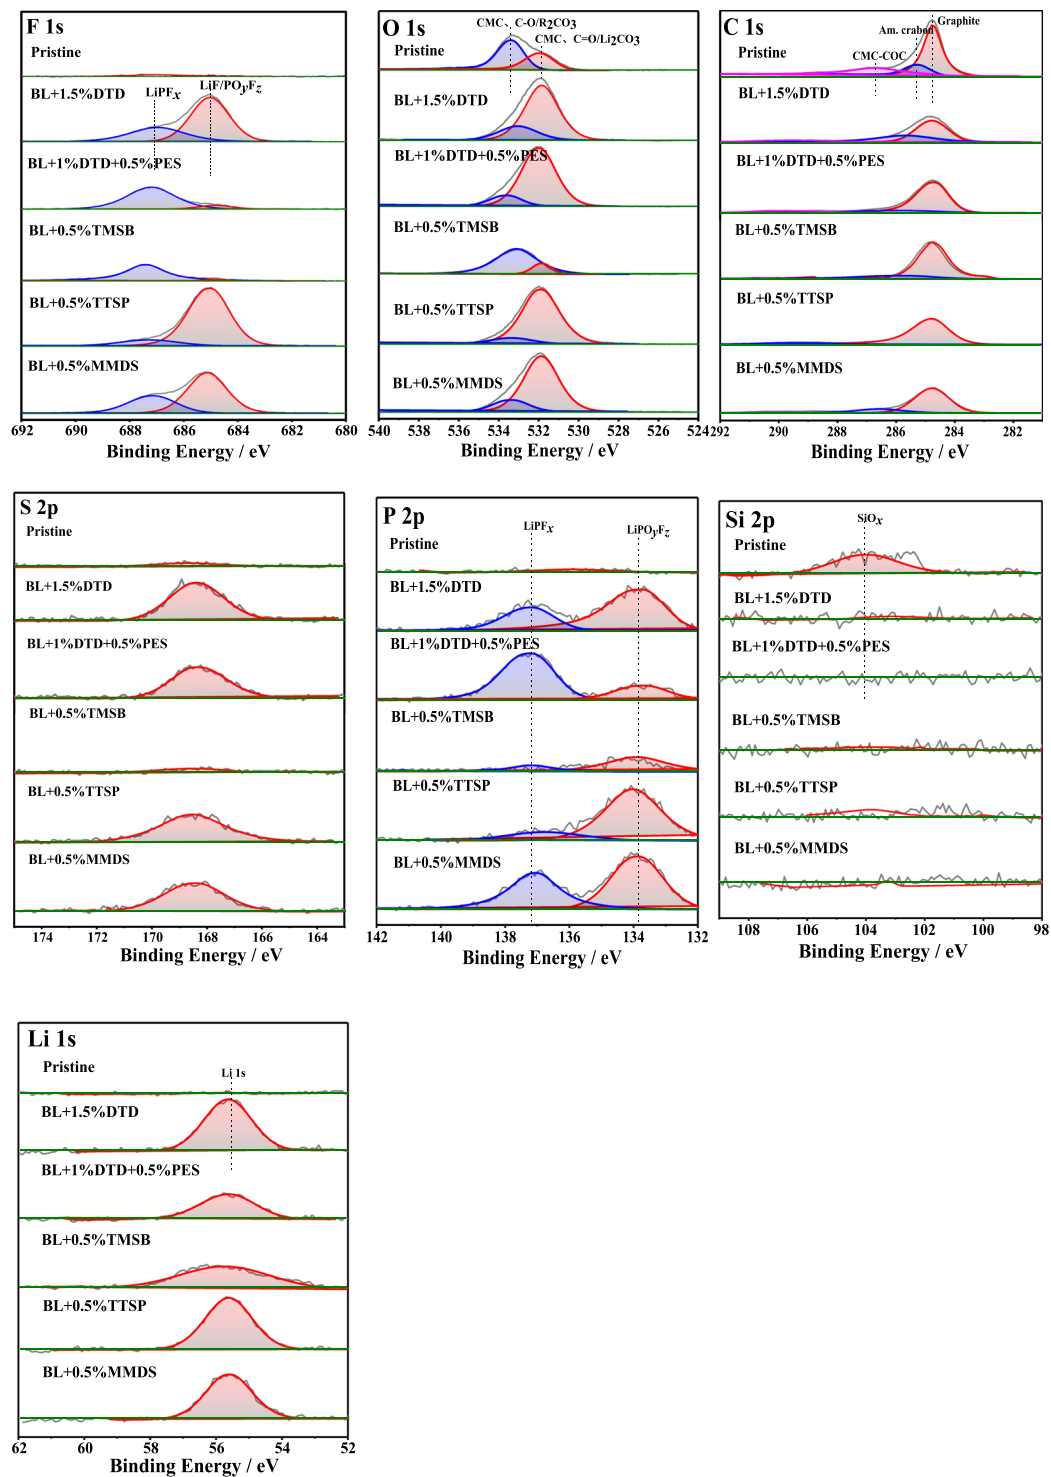 F 1s
Pristine
BL+1.5%DTD
LiPFx
LiF/POyFz
BL+1%DTD+0.5%PES
BL+0.5%TMSB
BL+0.5%TTSP
BL+0.5%MMDS
692 690 688 686 684 682 680
Binding Energy / eV
O 1s
CMC、C-O/R2CO3
CMC、C=O/Li2CO3
Pristine
BL+1.5%DTD
BL+1%DTD+0.5%PES
BL+0.5%TMSB
BL+0.5%TTSP
BL+0.5%MMDS
540 538 536 534 532 530 528 526 524
Binding Energy / eV
C 1s
Graphite
Am. crabon
CMC-COC
Pristine
BL+1.5%DTD
BL+1%DTD+0.5%PES
BL+0.5%TMSB
BL+0.5%TTSP
BL+0.5%MMDS
292 290 288 286 284 282
Binding Energy / eV
S 2p
Pristine
BL+1.5%DTD
BL+1%DTD+0.5%PES
BL+0.5%TMSB
BL+0.5%TTSP
BL+0.5%MMDS
174 172 170 168 166 164
Binding Energy / eV
P 2p
LiPFx
LiPOyFz
Pristine
BL+1.5%DTD
BL+1%DTD+0.5%PES
BL+0.5%TMSB
BL+0.5%TTSP
BL+0.5%MMDS
142 140 138 136 134 132
Binding Energy / eV
Si 2p
SiOx
Pristine
BL+1.5%DTD
BL+1%DTD+0.5%PES
BL+0.5%TMSB
BL+0.5%TTSP
BL+0.5%MMDS
108 106 104 102 100 98
Binding Energy / eV
Li 1s
Pristine
Li 1s
BL+1.5%DTD
BL+1%DTD+0.5%PES
BL+0.5%TMSB
BL+0.5%TTSP
BL+0.5%MMDS
62 60 58 56 54 52
Binding Energy / eV